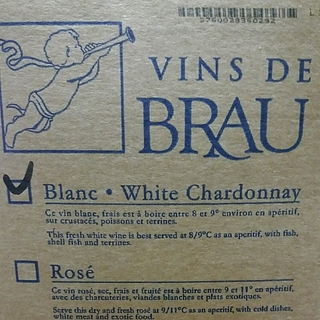 3760028360292
VINS DE
BRAU
Blanc • White Chardonnay
Ce vin blanc, frais est à boire entre 8 et 9° environ en apéritif,
sur crustacés, poissons et terrines.
This fresh white wine is best served at 8/9°C as an aperitif, with fish,
shell fish and terrines.
Rosé
Ce vin rosé, sec, frais et fruité est à boire entre 9 et 11° en apéritif,
avec des charcuteries, viandes blanches et plats exotiques.
Serve this dry and fresh rosé at 9/11°C as an aperitif, with cold dishes,
white meat and exotic food.